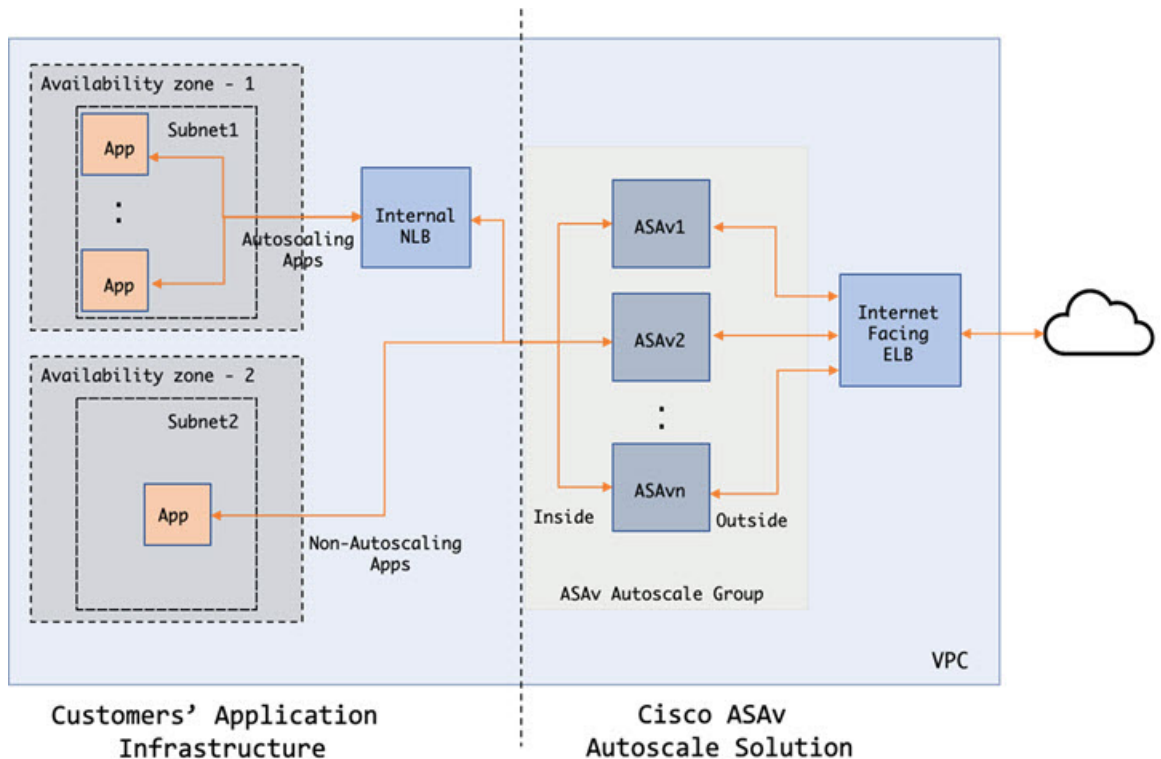 Availability zone - 1
Subnet1
App
:
App
Autoscaling
Apps
Internal
NLB
Availability zone - 2
Subnet2
App
Non-Autoscaling
Apps
ASAv1
ASAv2
:
ASAvn
Inside
Outside
ASAv Autoscale Group
Internet
Facing
ELB
VPC
Customers’ Application
Infrastructure
Cisco ASAv
Autoscale Solution